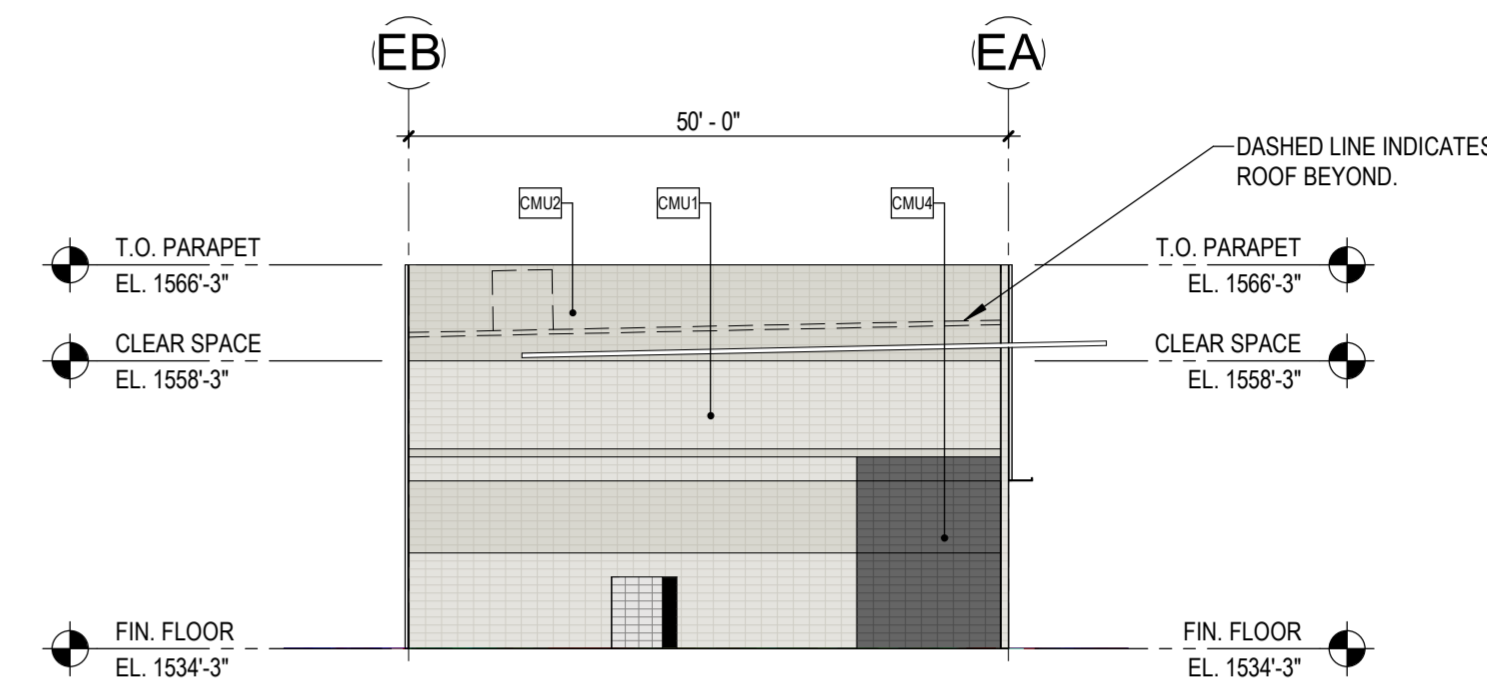 EB
EA
50' - 0"
DASHED LINE INDICATES
ROOF BEYOND.
CMU2
CMU1
CMU4
T.O. PARAPET
EL. 1566'-3"
T.O. PARAPET
EL. 1566'-3"
CLEAR SPACE
EL. 1558'-3"
CLEAR SPACE
EL. 1558'-3"
FIN. FLOOR
EL. 1534'-3"
FIN. FLOOR
EL. 1534'-3"